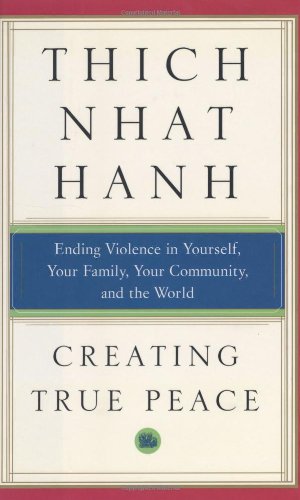 THICH
NHAT
HANH
Ending Violence in Yourself,
Your Family, Your Community,
and the World
CREATING
TRUE PEACE